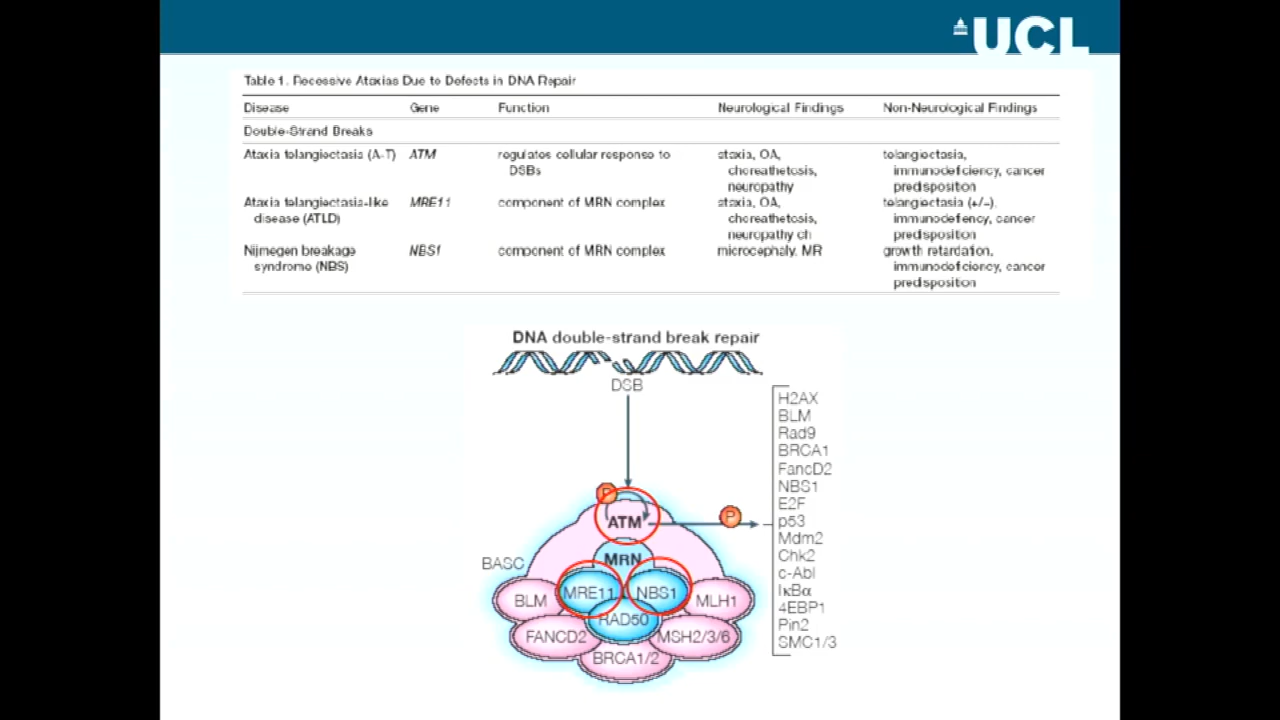 UCL
Table 1. Recessive Ataxias Due to Defects in DNA Repair
Disease Gene Function Neurological Findings Non-Neurological Findings
Double-Strand Breaks
Ataxia telangiectasia (A-T) ATM regulates cellular response to ataxia, OA, telangiectasia,
DSBs choreathetosis, immunodeficiency, cancer
neuropathy predisposition
Ataxia telangiectasia-like MRE11 component of MRN complex ataxia, OA, telangiectasia (+/–),
disease (ATLD) choreathetosis, immunodefiency, cancer
neuropathy ch predisposition
Nijmegen breakage NBS1 component of MRN complex microcephaly, MR growth retardation,
syndrome (NBS) immunodeficiency, cancer
predisposition
DNA double-strand break repair
DSB
P
ATM
P
MRN
BASC
BLM
MRE11
NBS1
MLH1
RAD50
FANCD2
MSH2/3/6
BRCA1/2
H2AX
BLM
Rad9
BRCA1
FancD2
NBS1
E2F
p53
Mdm2
Chk2
c-Abl
IκBα
4EBP1
Pin2
SMC1/3